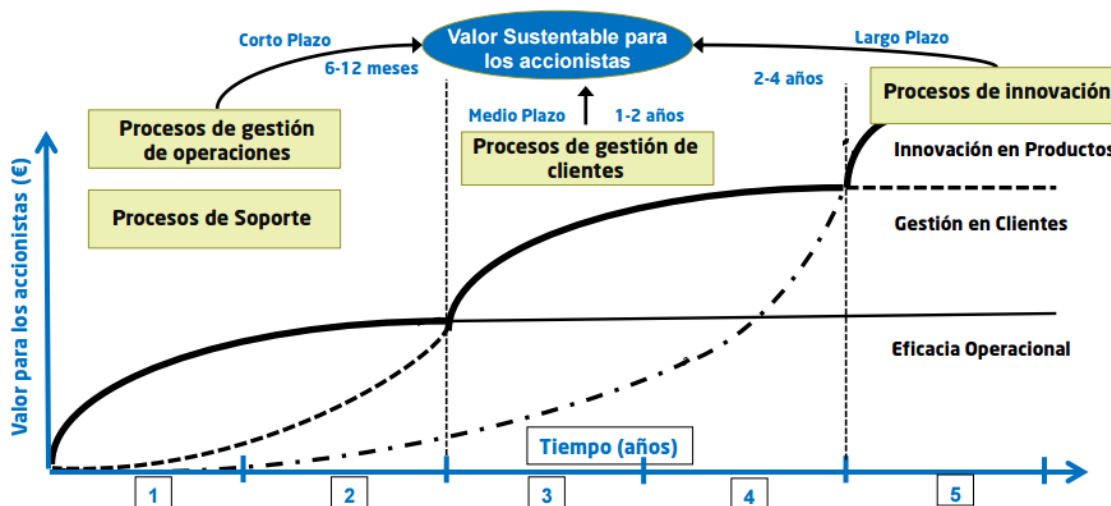 Corto Plazo
Valor Sustentable para
los accionistas
Largo Plazo
6-12 meses
2-4 años
Procesos de gestión
de operaciones
Medio Plazo
1-2 años
Procesos de innovación
Procesos de gestión de
clientes
Innovación en Productos
Procesos de Soporte
Gestión en Clientes
Valor para los accionistas (€)
Eficacia Operacional
Tiempo (años)
1
2
3
4
5